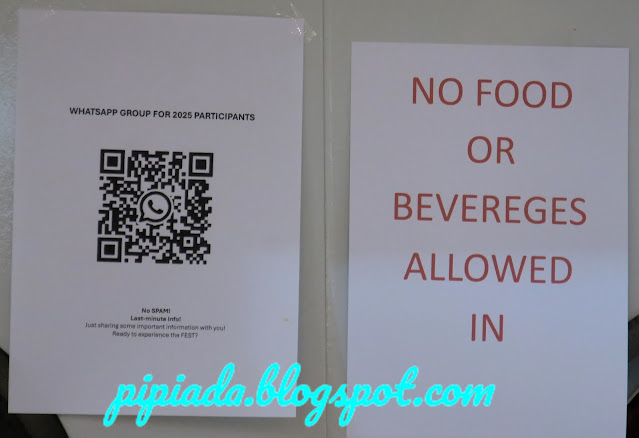 WHATSAPP GROUP FOR 2025 PARTICIPANTS
No SPAM!
Last-minute info!
Just sharing some important information with you!
Ready to experience the FEST?
NO FOOD
OR
BEVEREGES
ALLOWED
IN
pipiada.blogspot.com